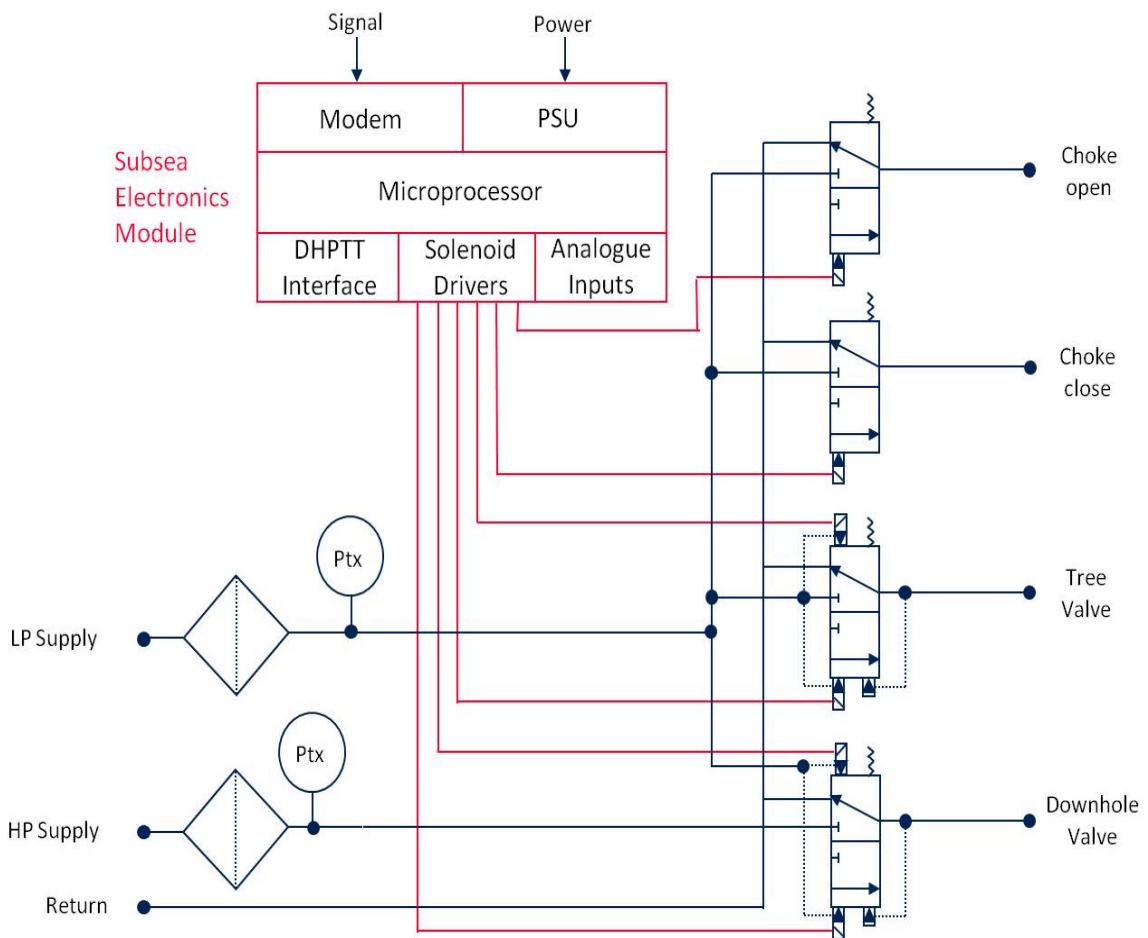 Signal
Power
Modem
PSU
Subsea
Electronics
Module
Microprocessor
DHPTT
Interface
Solenoid
Drivers
Analogue
Inputs
Choke
open
Choke
close
Ptx
Tree
Valve
LP Supply
Ptx
Downhole
Valve
HP Supply
Return